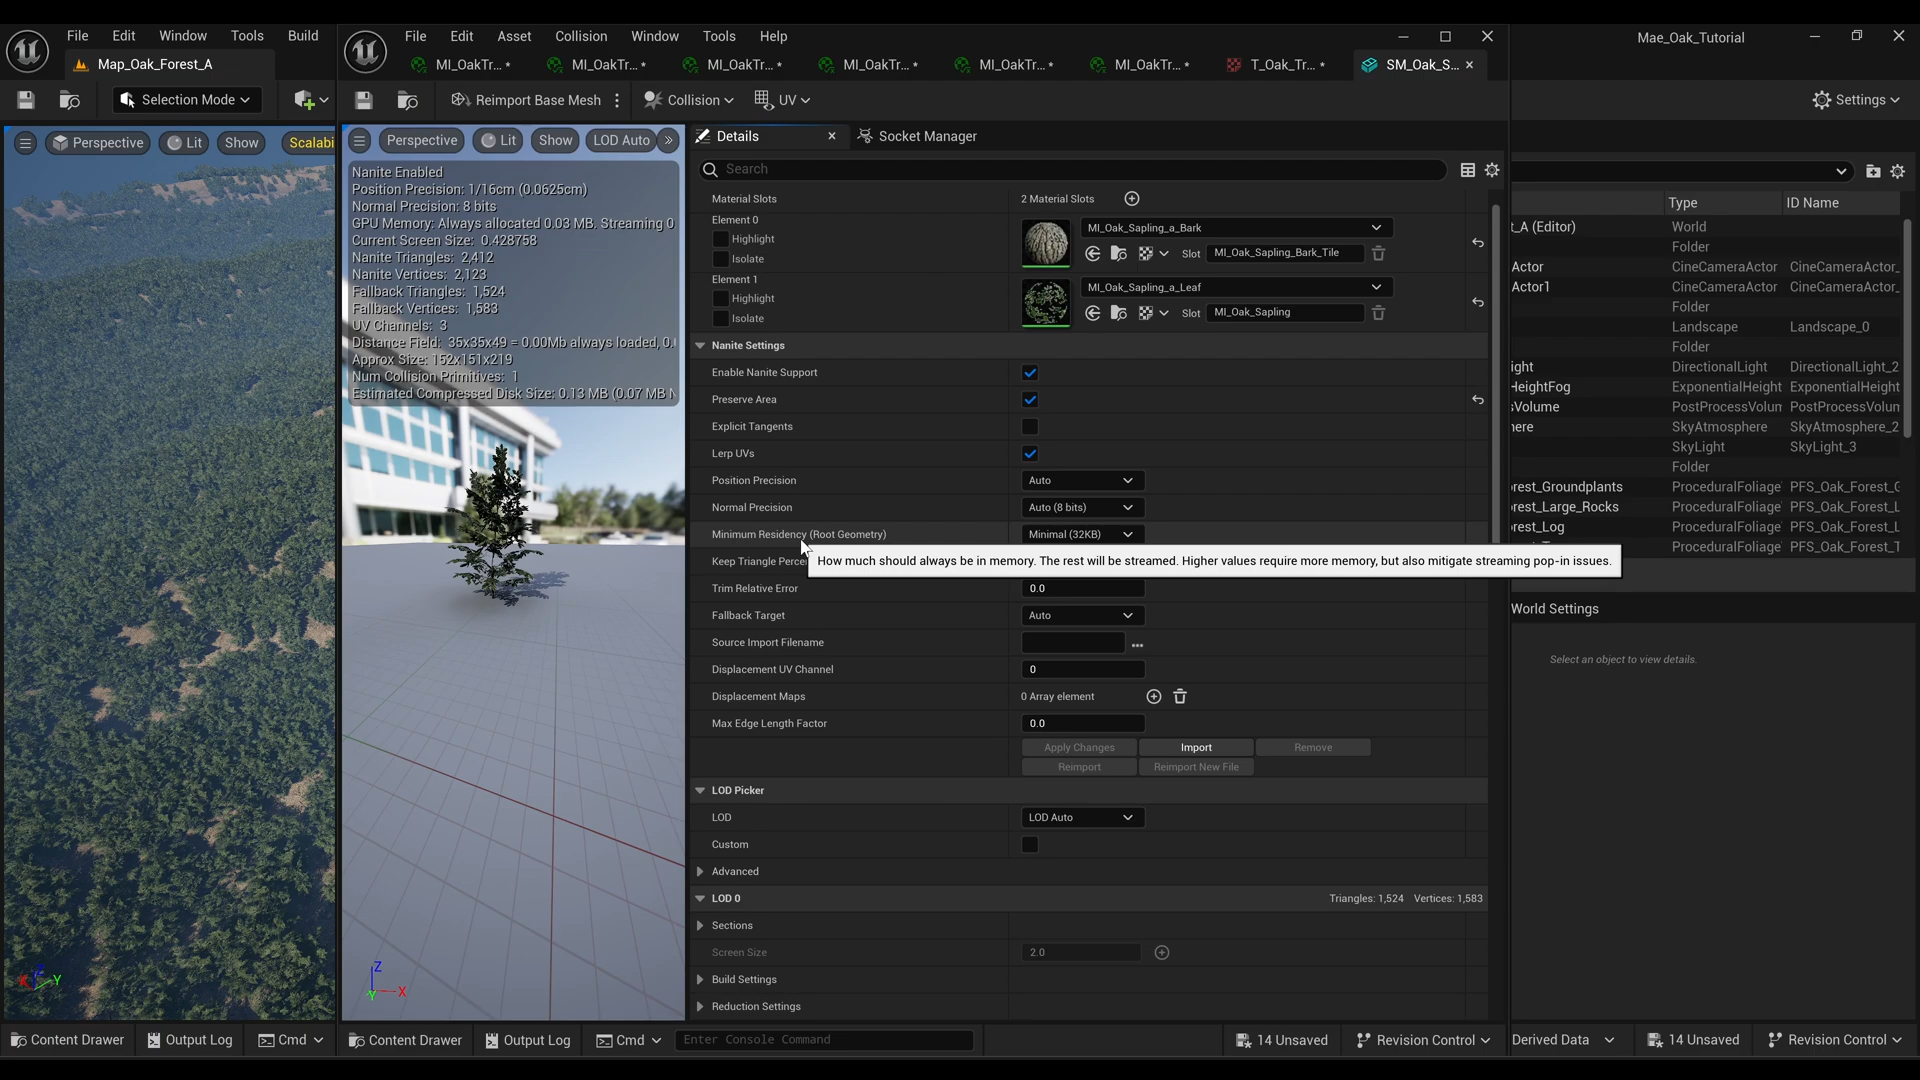 File Edit Window Tools Build
File Edit Asset Collision Window Tools Help
Mae_Oak_Tutorial
Map_Oak_Forest_A
MI_OakTr... * MI_OakTr... * MI_OakTr... * MI_OakTr... * MI_OakTr... * MI_OakTr... * T_Oak_Tr... * SM_Oak_S...
Selection Mode
Reimport Base Mesh
Collision
UV
Settings
Perspective Lit Show Scalabi
Perspective Lit Show LOD Auto
Details
Socket Manager
Nanite Enabled
Position Precision: 1/16cm (0.0625cm)
Normal Precision: 8 bits
GPU Memory: Always allocated 0.03 MB. Streaming 0
Current Screen Size: 0.428758
Nanite Triangles: 2,412
Nanite Vertices: 2,123
Fallback Triangles: 1,524
Fallback Vertices: 1,583
UV Channels: 3
Distance Field: 35x35x49 = 0.00Mb always loaded, 0.
Approx Size: 152x151x219
Num Collision Primitives: 1
Estimated Compressed Disk Size: 0.13 MB (0.07 MB
Search
Material Slots 2 Material Slots
Element 0
Highlight
Isolate
MI_Oak_Sapling_a_Bark
Slot MI_Oak_Sapling_Bark_Tile
Element 1
Highlight
Isolate
MI_Oak_Sapling_a_Leaf
Slot MI_Oak_Sapling
Nanite Settings
Enable Nanite Support
Preserve Area
Explicit Tangents
Lerp UVs
Position Precision Auto
Normal Precision Auto (8 bits)
Minimum Residency (Root Geometry) Minimal (32KB)
Keep Triangle Perce
How much should always be in memory. The rest will be streamed. Higher values require more memory, but also mitigate streaming pop-in issues.
Trim Relative Error 0.0
Fallback Target Auto
Source Import Filename
Displacement UV Channel 0
Displacement Maps 0 Array element
Max Edge Length Factor 0.0
Apply Changes Import Remove
Reimport Reimport New File
LOD Picker
LOD LOD Auto
Custom
Advanced
LOD 0 Triangles: 1,524 Vertices: 1,583
Sections
Screen Size 2.0
Build Settings
Reduction Settings
Type ID Name
t_A (Editor) World
Folder
Actor CineCameraActor CineCameraActor_
Actor1 CineCameraActor CineCameraActor_
Folder
Landscape Landscape_0
Folder
ight DirectionalLight DirectionalLight_2
HeightFog ExponentialHeight ExponentialHeight
sVolume PostProcessVolum PostProcessVolum
here SkyAtmosphere SkyAtmosphere_2
SkyLight SkyLight_3
Folder
rest_Groundplants ProceduralFoliage PFS_Oak_Forest_G
orest_Large_Rocks ProceduralFoliage PFS_Oak_Forest_L
orest_Log ProceduralFoliage PFS_Oak_Forest_L
ProceduralFoliage PFS_Oak_Forest_T
World Settings
Select an object to view details.
X Z Y
Z Y X
Content Drawer Output Log Cmd
Content Drawer Output Log Cmd Enter Console Command 14 Unsaved Revision Control
Derived Data 14 Unsaved Revision Control